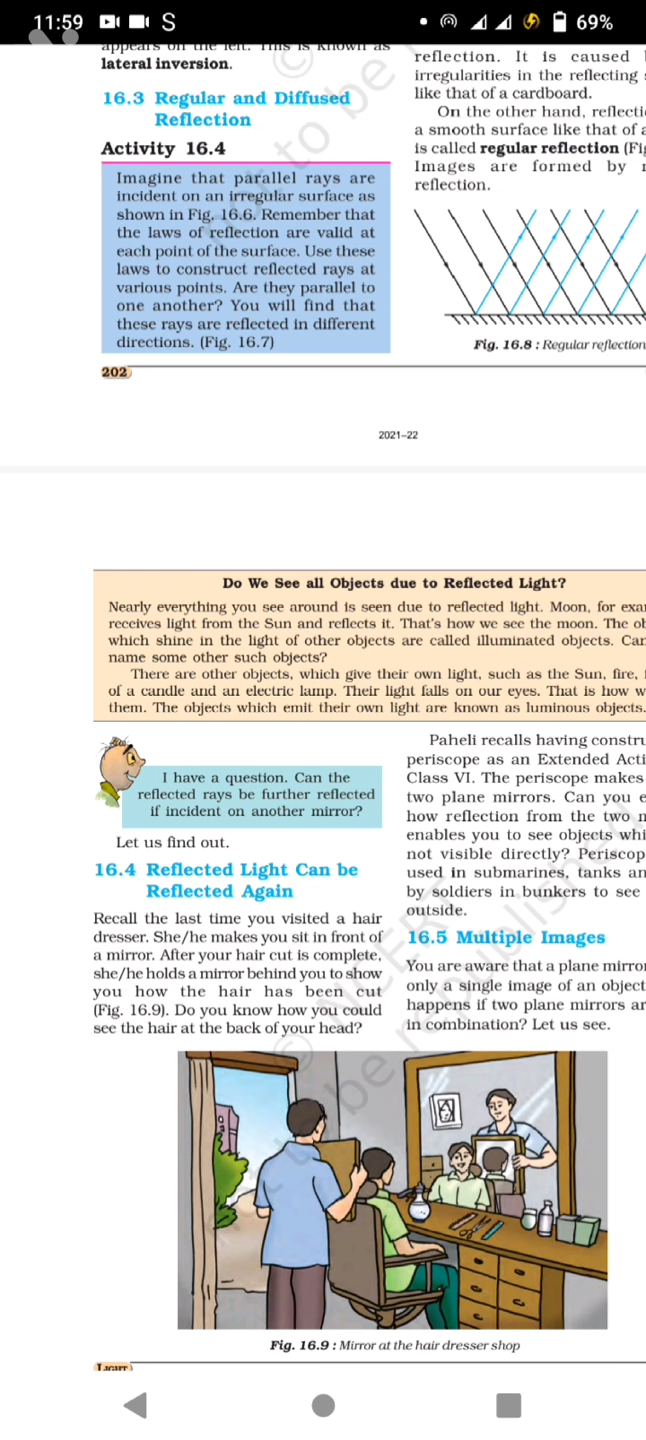 11:59 S 69%
appears on the left. This is known as
lateral inversion.
16.3 Regular and Diffused
Reflection
Activity 16.4
Imagine that parallel rays are
incident on an irregular surface as
shown in Fig. 16.6. Remember that
the laws of reflection are valid at
each point of the surface. Use these
laws to construct reflected rays at
various points. Are they parallel to
one another? You will find that
these rays are reflected in different
directions. (Fig. 16.7)
reflection. It is caused
irregularities in the reflecting
like that of a cardboard.
On the other hand, reflecti
a smooth surface like that of a
is called regular reflection (Fig
Images are formed by
reflection.
Fig. 16.8 : Regular reflection
202
2021–22
Do We See all Objects due to Reflected Light?
Nearly everything you see around is seen due to reflected light. Moon, for exa
receives light from the Sun and reflects it. That's how we see the moon. The ob
which shine in the light of other objects are called illuminated objects. Can
name some other such objects?
There are other objects, which give their own light, such as the Sun, fire,
of a candle and an electric lamp. Their light falls on our eyes. That is how w
them. The objects which emit their own light are known as luminous objects.
I have a question. Can the
reflected rays be further reflected
if incident on another mirror?
Let us find out.
16.4 Reflected Light Can be
Reflected Again
Recall the last time you visited a hair
dresser. She/he makes you sit in front of
a mirror. After your hair cut is complete,
she/he holds a mirror behind you to show
you how the hair has been cut
(Fig. 16.9). Do you know how you could
see the hair at the back of your head?
Paheli recalls having constru
periscope as an Extended Acti
Class VI. The periscope makes
two plane mirrors. Can you e
how reflection from the two m
enables you to see objects whi
not visible directly? Periscop
used in submarines, tanks an
by soldiers in bunkers to see
outside.
16.5 Multiple Images
You are aware that a plane mirror
only a single image of an object
happens if two plane mirrors ar
in combination? Let us see.
Fig. 16.9 : Mirror at the hair dresser shop
LIGHT
© NCERT
not to be republished